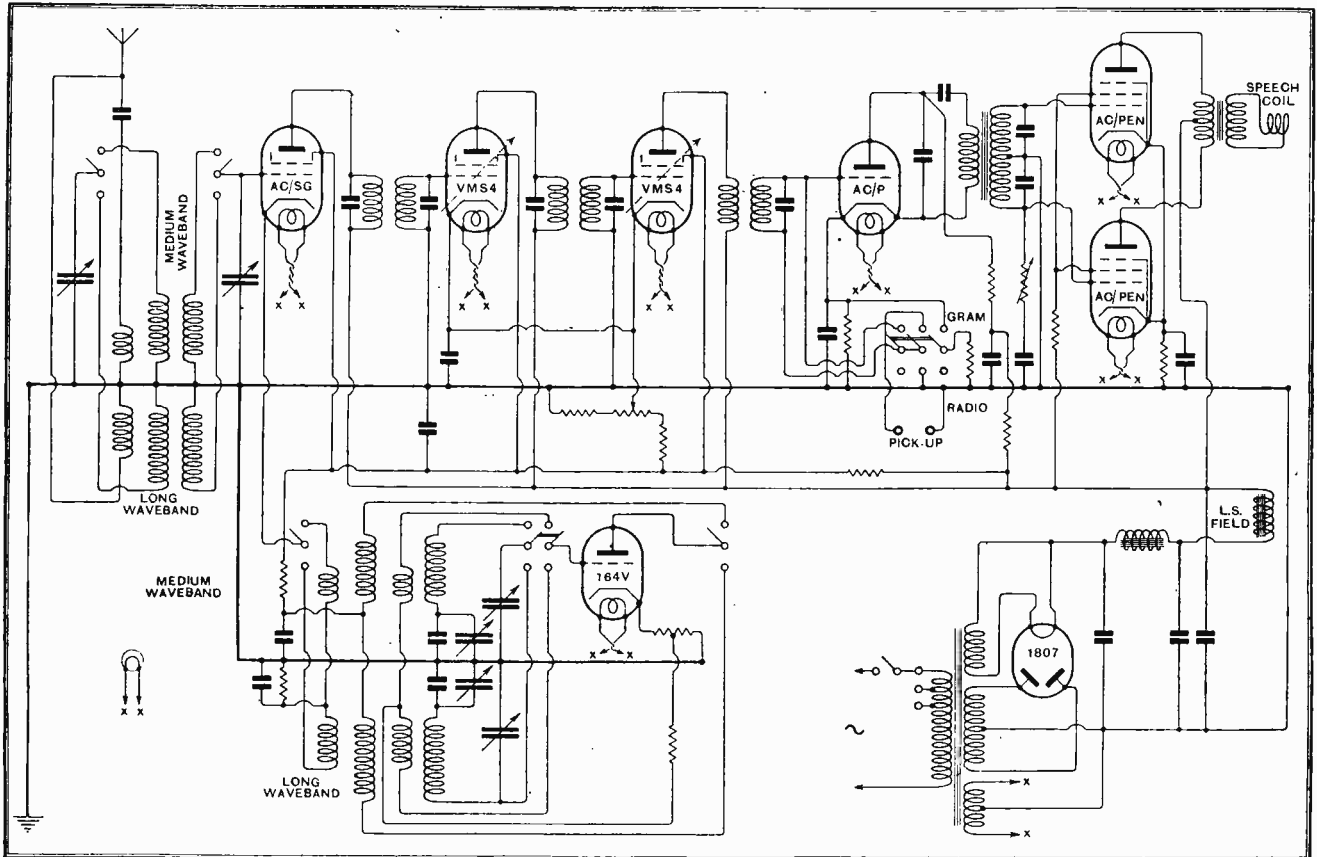 MEDIUM WAVEBAND
AC/SG
VMS4
VMS4
AC/P
AC/PEN
SPEECH COIL
AC/PEN
x x
x x
x x
x x
x x
x x
GRAM
RADIO
PICK-UP
LONG WAVEBAND
MEDIUM WAVEBAND
164V
x x
L.S. FIELD
1807
x x
LONG WAVEBAND
x
x